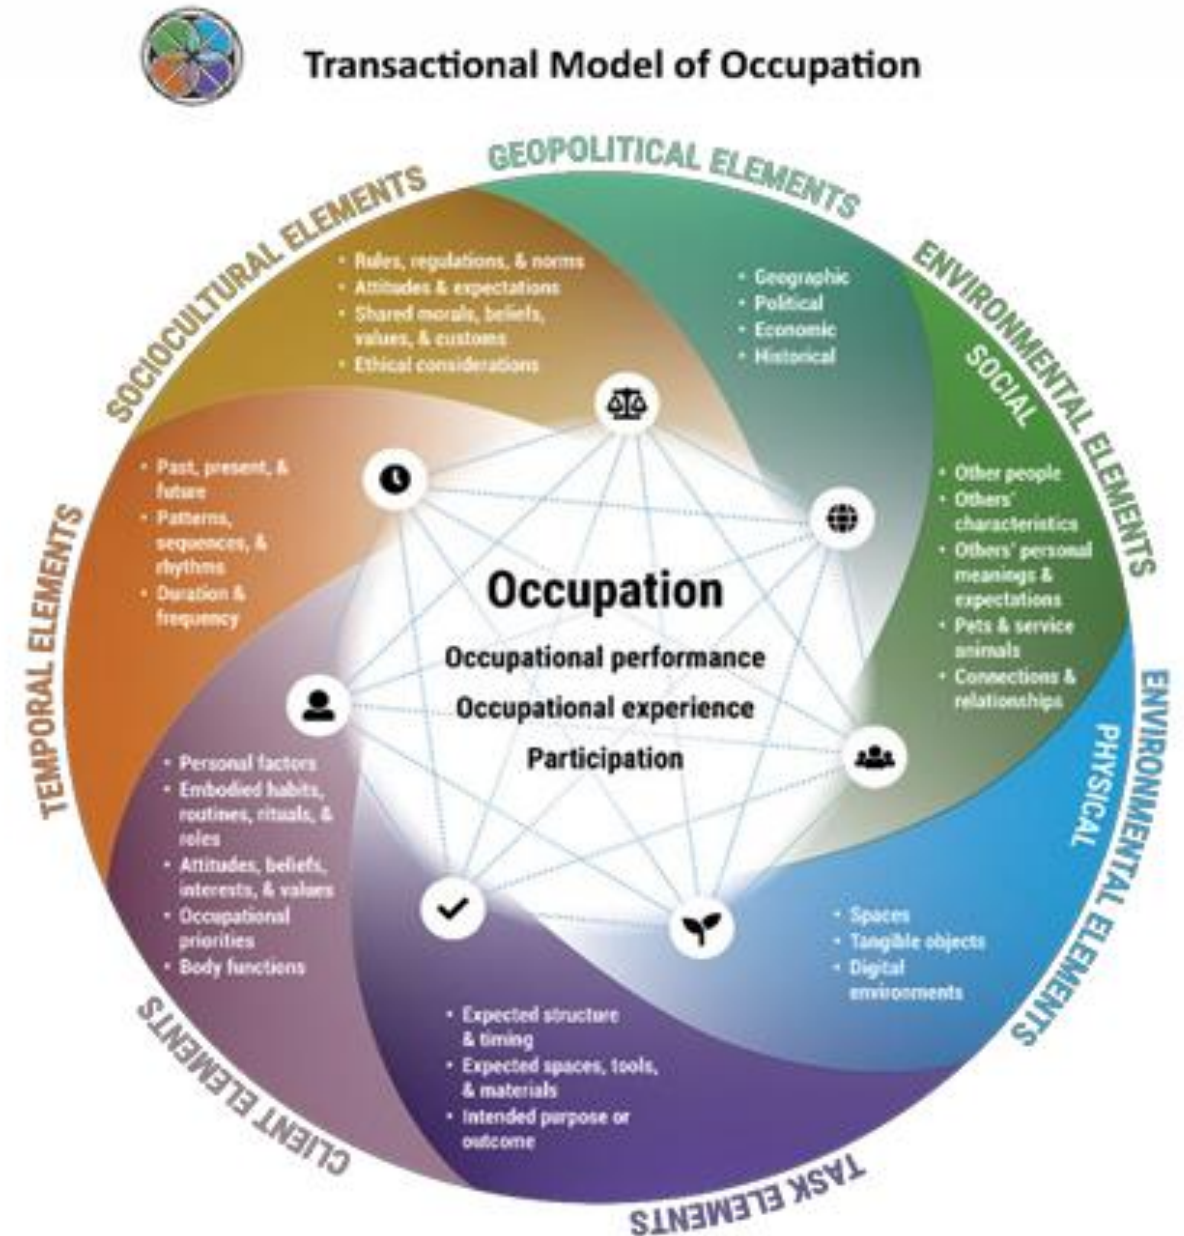 Transactional Model of Occupation
GEOPOLITICAL ELEMENTS
• Geographic
• Political
• Economic
• Historical
ENVIRONMENTAL ELEMENTS
SOCIAL
• Other people
• Others'
characteristics
• Others' personal
meanings &
expectations
• Pets & service
animals
• Connections &
relationships
ENVIRONMENTAL ELEMENTS
PHYSICAL
• Spaces
• Tangible objects
• Digital
environments
TASK ELEMENTS
• Expected structure
& timing
• Expected spaces, tools,
& materials
• Intended purpose or
outcome
CLIENT ELEMENTS
• Personal factors
• Embodied habits,
routines, rituals, &
roles
• Attitudes, beliefs,
interests, & values
• Occupational
priorities
• Body functions
TEMPORAL ELEMENTS
• Past, present, &
future
• Patterns,
sequences, &
rhythms
• Duration &
frequency
SOCIOCULTURAL ELEMENTS
• Rules, regulations, & norms
• Attitudes & expectations
• Shared morals, beliefs,
values, & customs
• Ethical considerations
Occupation
Occupational performance
Occupational experience
Participation